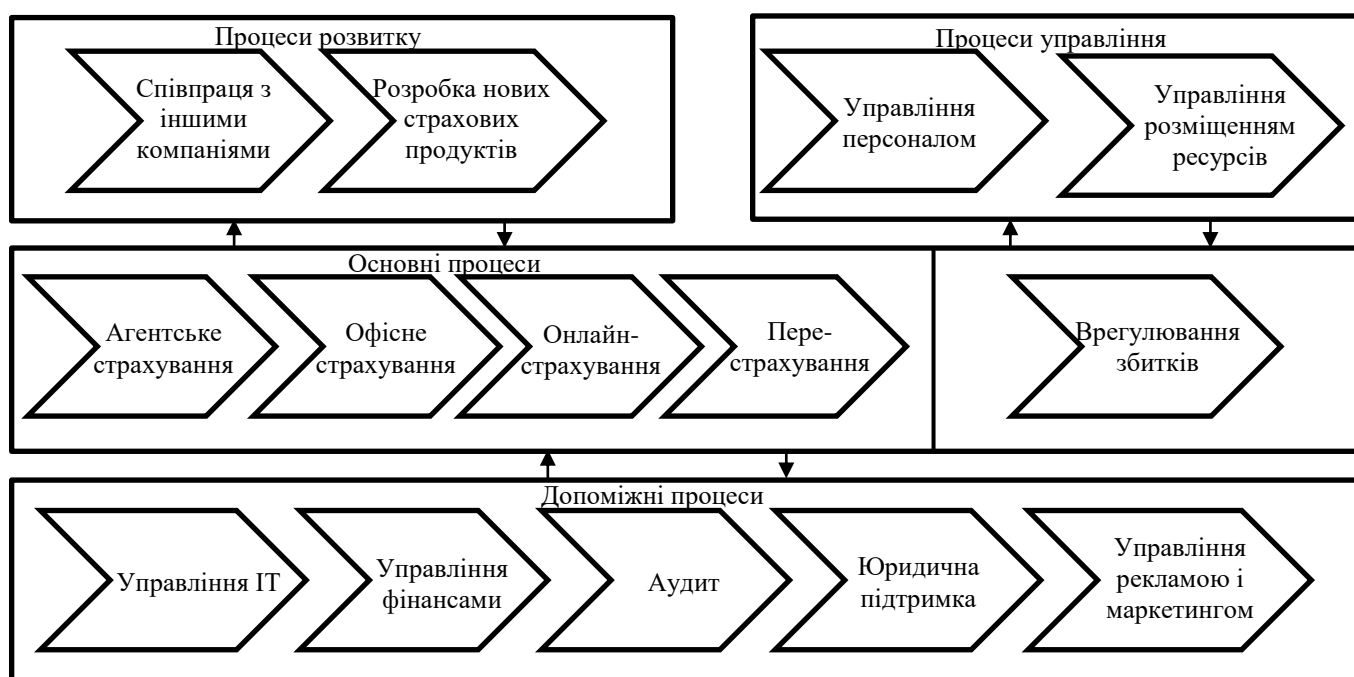 Процеси розвитку
Співпраця з
іншими
компаніями
Розробка нових
страхових
продуктів
Процеси управління
Управління
персоналом
Управління
розміщенням
ресурсів
Основні процеси
Агентське
страхування
Офісне
страхування
Онлайн-
страхування
Пере-
страхування
Врегулювання
збитків
Допоміжні процеси
Управління ІТ
Управління
фінансами
Аудит
Юридична
підтримка
Управління
рекламою і
маркетингом